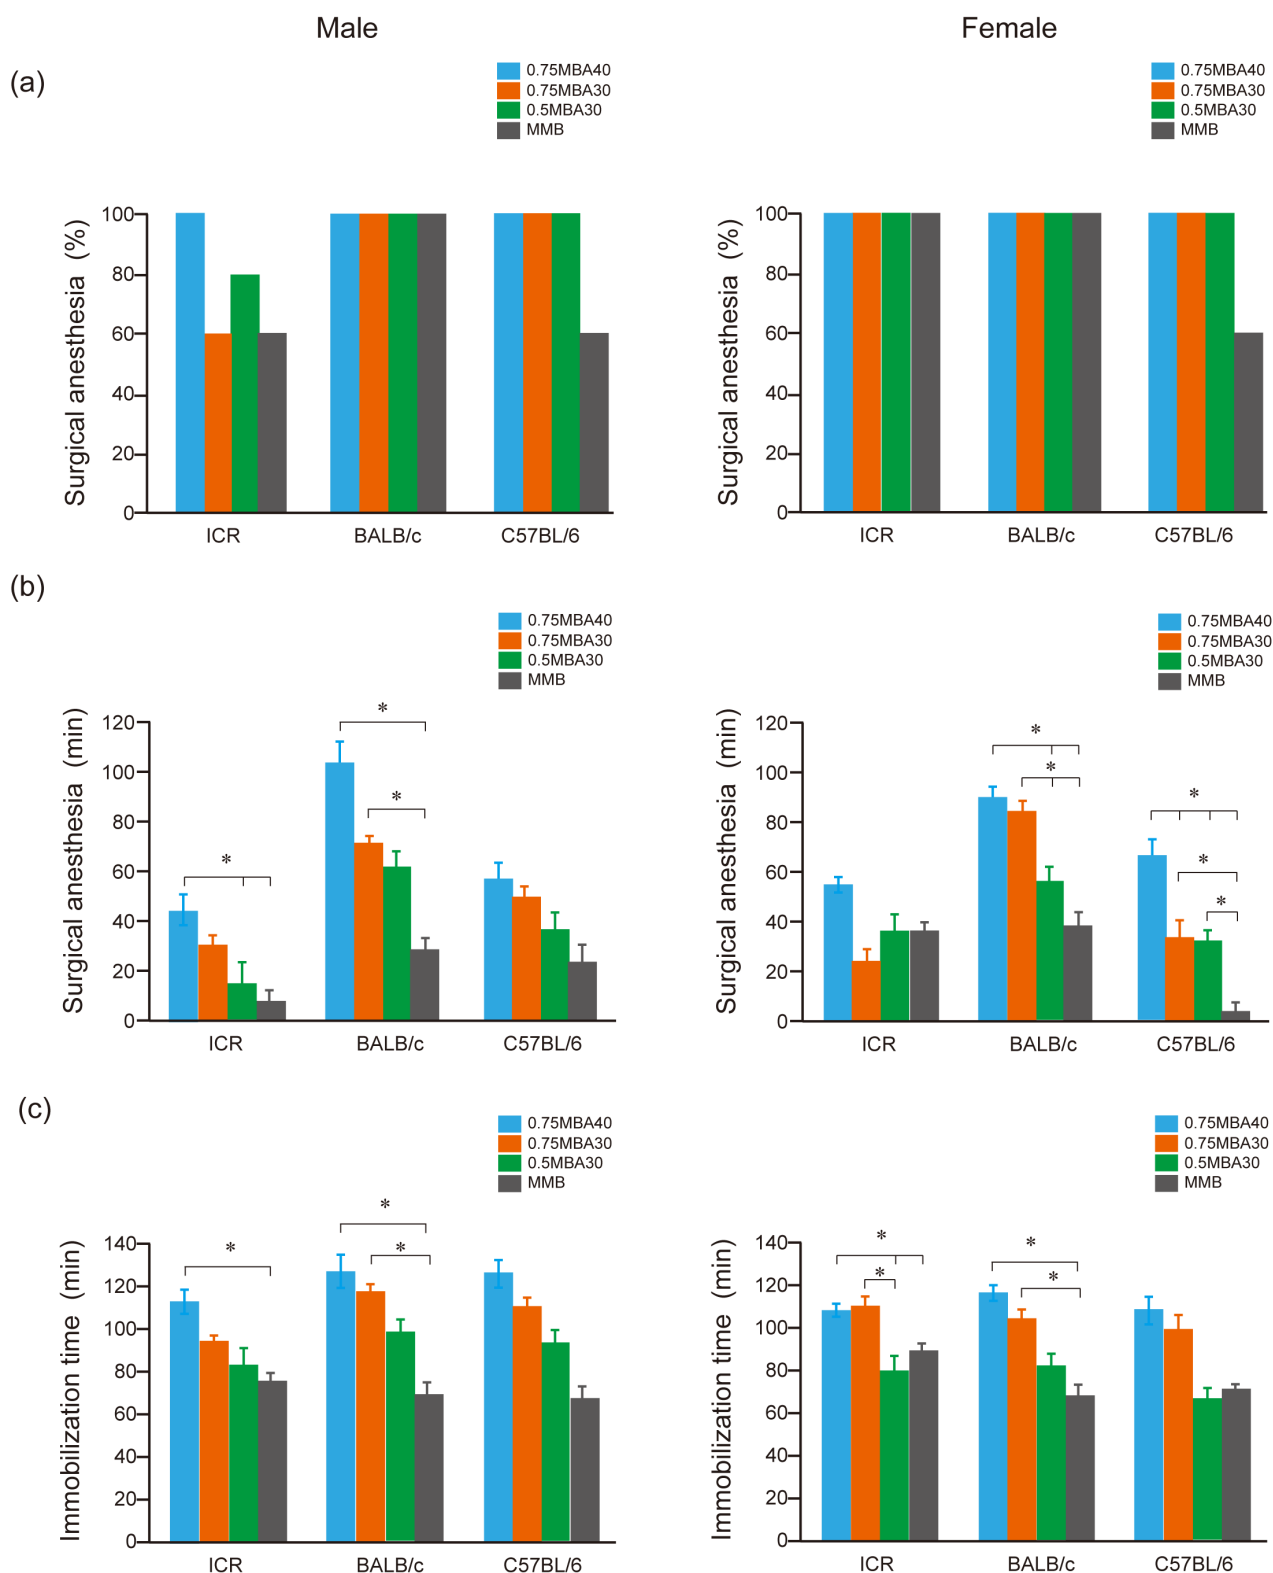 Male
Female
(a)
0.75MBA40
0.75MBA30
0.5MBA30
MMB
Surgical anesthesia (%)
100
80
60
40
20
0
ICR BALB/c C57BL/6
0.75MBA40
0.75MBA30
0.5MBA30
MMB
Surgical anesthesia (%)
100
80
60
40
20
0
ICR BALB/c C57BL/6
(b)
0.75MBA40
0.75MBA30
0.5MBA30
MMB
Surgical anesthesia (min)
120
100
80
60
40
20
0
*
*
*
ICR BALB/c C57BL/6
0.75MBA40
0.75MBA30
0.5MBA30
MMB
Surgical anesthesia (min)
120
100
80
60
40
20
0
*
*
*
*
*
ICR BALB/c C57BL/6
(c)
0.75MBA40
0.75MBA30
0.5MBA30
MMB
Immobilization time (min)
140
120
100
80
60
40
20
0
*
*
*
ICR BALB/c C57BL/6
0.75MBA40
0.75MBA30
0.5MBA30
MMB
Immobilization time (min)
140
120
100
80
60
40
20
0
*
*
*
*
ICR BALB/c C57BL/6